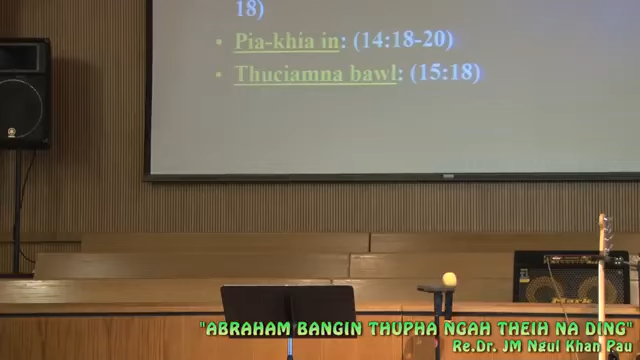 18)
▪ Pia-khia in: (14:18-20)
▪ Thuciamna bawl: (15:18)
Mark
"ABRAHAM BANGIN THUPHA NGAH THEIH NA DING"
Re.Dr. JM Ngul Khan Pau